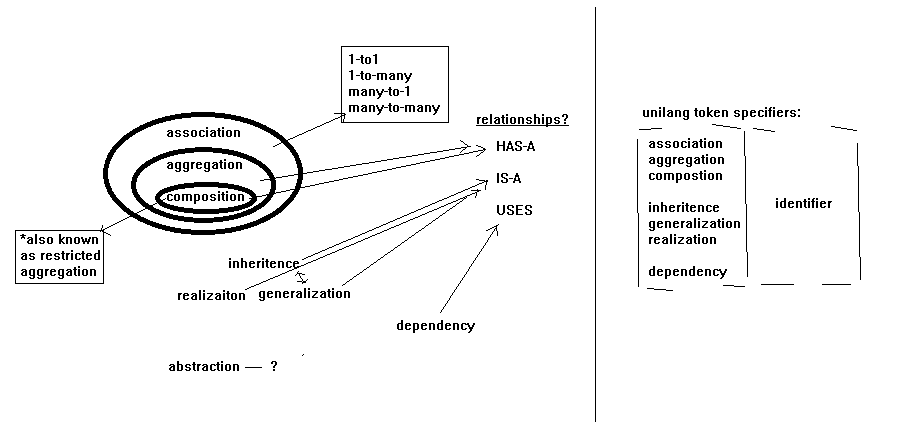 1-to1
1-to-many
many-to-1
many-to-many
association
aggregation
composition
*also known
as restricted
aggregation
relationships?
HAS-A
IS-A
USES
inheritence
realizaiton
generalization
dependency
abstraction — ?
unilang token specifiers:
association
aggregation
compostion
inheritence
generalization
realization
dependency
identifier